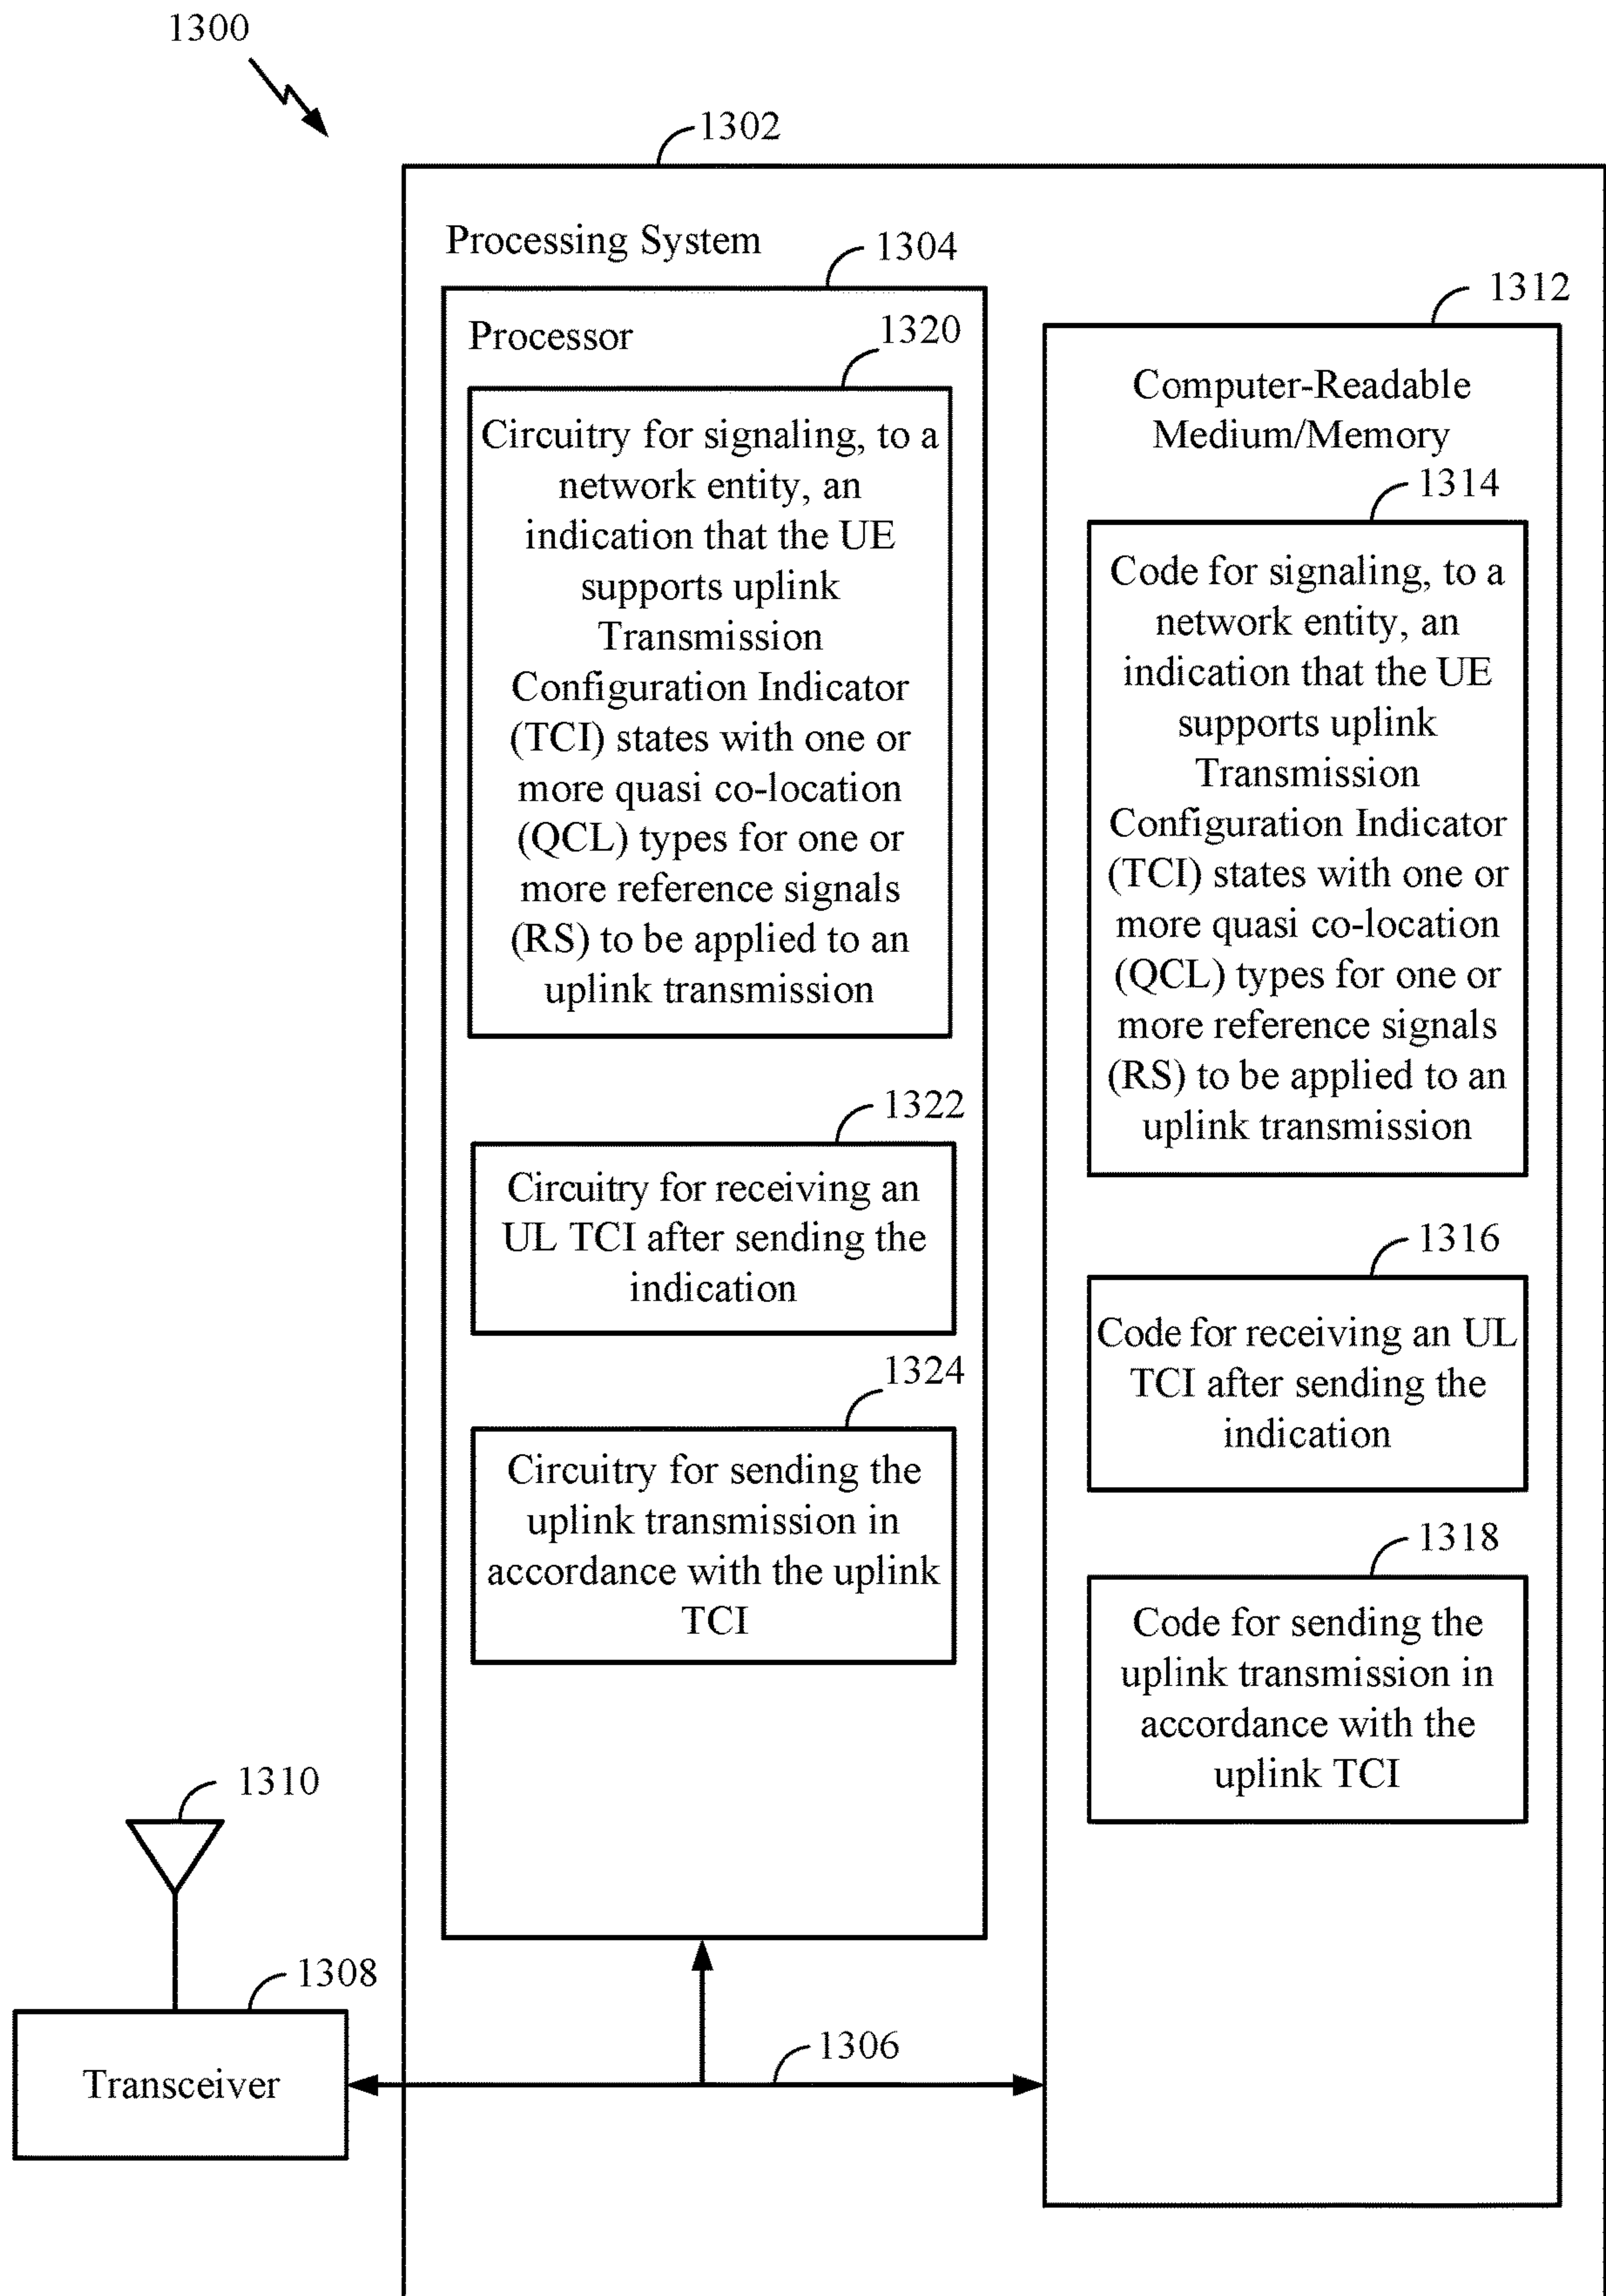 1300
1302
Processing System
1304
Processor
1320
Circuitry for signaling, to a
network entity, an
indication that the UE
supports uplink
Transmission
Configuration Indicator
(TCI) states with one or
more quasi co-location
(QCL) types for one or
more reference signals
(RS) to be applied to an
uplink transmission
1322
Circuitry for receiving an
UL TCI after sending the
indication
1324
Circuitry for sending the
uplink transmission in
accordance with the uplink
TCI
1312
Computer-Readable
Medium/Memory
1314
Code for signaling, to a
network entity, an
indication that the UE
supports uplink
Transmission
Configuration Indicator
(TCI) states with one or
more quasi co-location
(QCL) types for one or
more reference signals
(RS) to be applied to an
uplink transmission
1316
Code for receiving an UL
TCI after sending the
indication
1318
Code for sending the
uplink transmission in
accordance with the
uplink TCI
1310
1308
Transceiver
1306